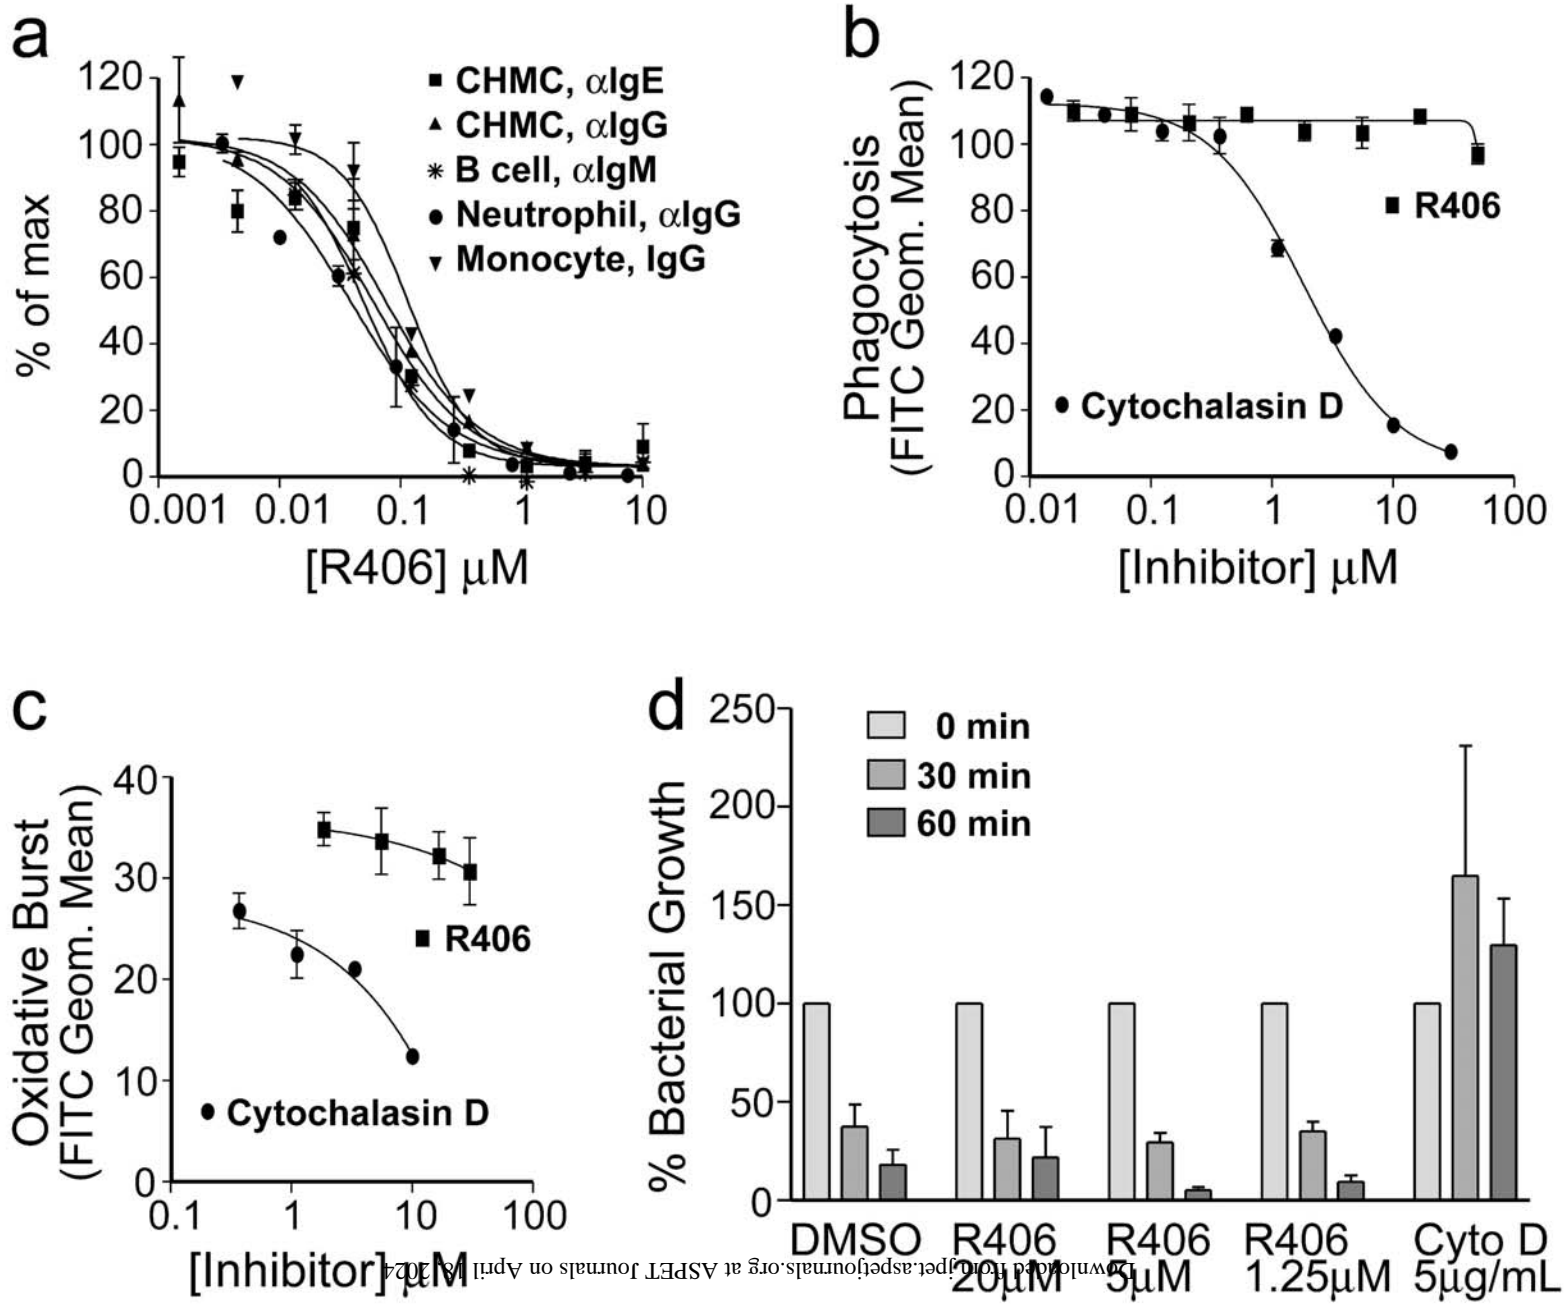 a
120
100
80
60
40
20
0
% of max
CHMC, αIgE
CHMC, αIgG
B cell, αIgM
Neutrophil, αIgG
Monocyte, IgG
0.001 0.01 0.1 1 10
[R406] μM
b
120
100
80
60
40
20
0
Phagocytosis
(FITC Geom. Mean)
R406
Cytochalasin D
0.01 0.1 1 10 100
[Inhibitor] μM
c
40
30
20
10
0
Oxidative Burst
(FITC Geom. Mean)
R406
Cytochalasin D
0.1 1 10 100
[Inhibitor] μM
d
250
200
150
100
50
0
% Bacterial Growth
0 min
30 min
60 min
DMSO R406 R406 R406 Cyto D
20μM 5μM 1.25μM 5μg/mL
Downloaded from jpet.aspetjournals.org at ASPET Journals on April 18, 2024